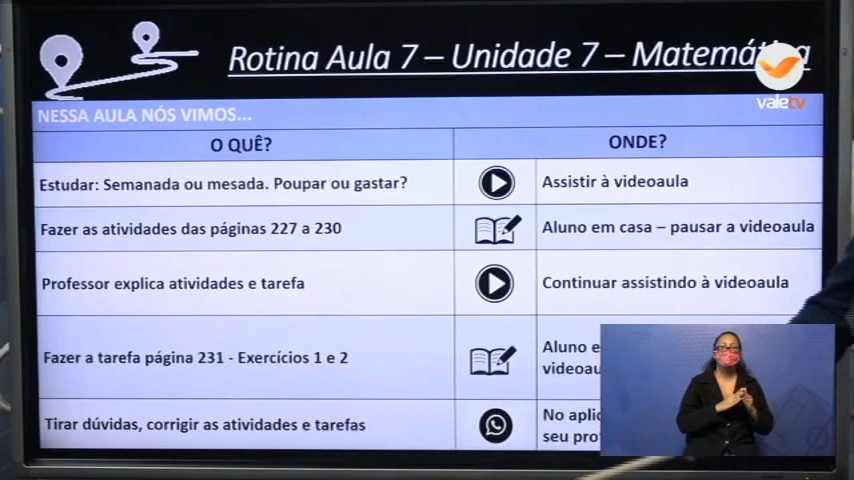 Rotina Aula 7 – Unidade 7 – Matemática
valetv
NESSA AULA NÓS VIMOS...
O QUÊ?
ONDE?
Estudar: Semanada ou mesada. Poupar ou gastar?
Assistir à videoaula
Fazer as atividades das páginas 227 a 230
Aluno em casa – pausar a videoaula
Professor explica atividades e tarefa
Continuar assistindo à videoaula
Fazer a tarefa página 231 - Exercícios 1 e 2
Aluno e
videoau
Tirar dúvidas, corrigir as atividades e tarefas
No aplic
seu pro